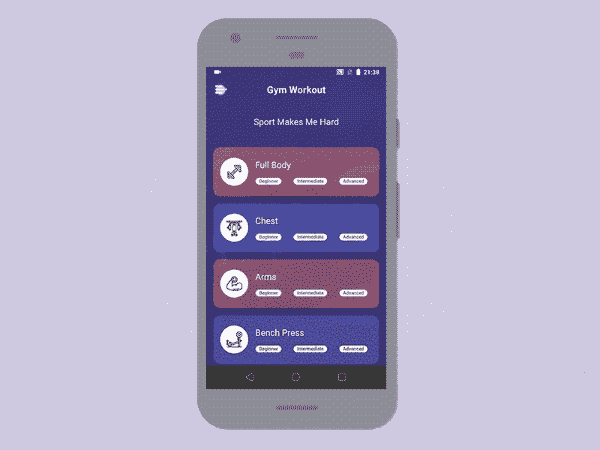 21:38
Gym Workout
Sport Makes Me Hard
Full Body
Beginner Intermediate Advanced
Chest
Beginner Intermediate Advanced
Arms
Beginner Intermediate Advanced
Bench Press
Beginner Intermediate Advanced